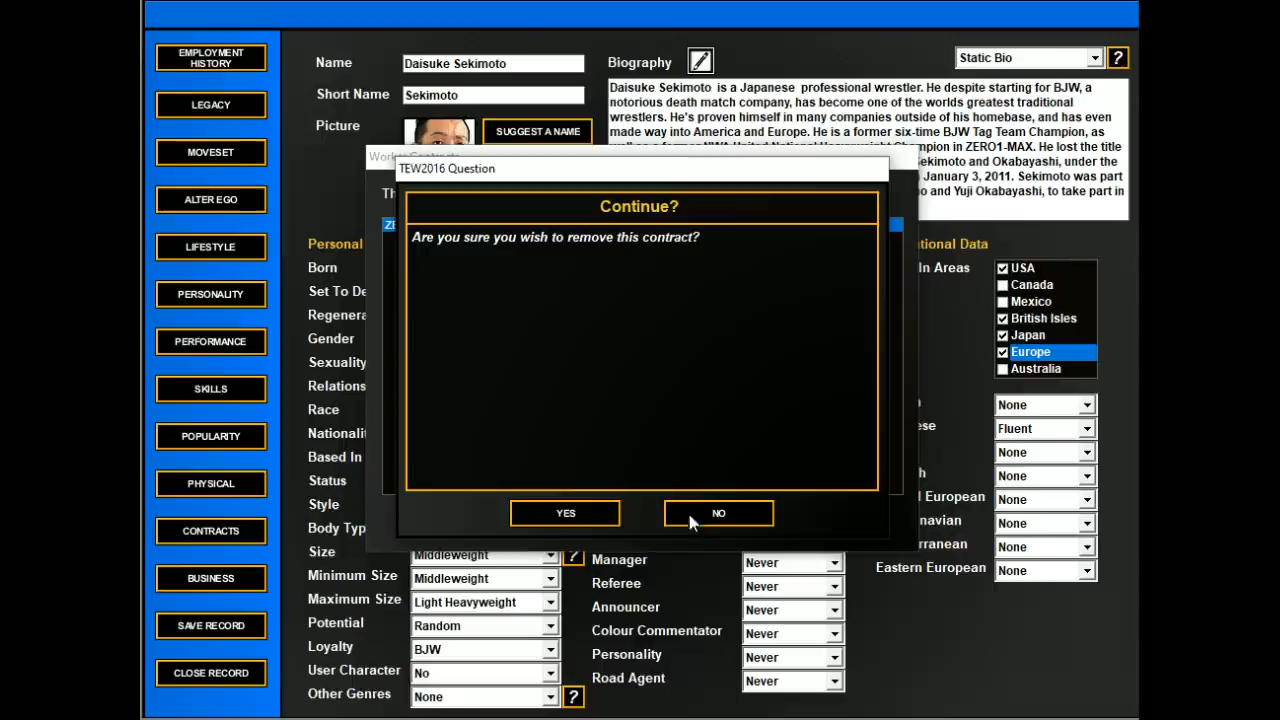 EMPLOYMENT
HISTORY
LEGACY
MOVESET
ALTER EGO
LIFESTYLE
PERSONALITY
PERFORMANCE
SKILLS
POPULARITY
PHYSICAL
CONTRACTS
BUSINESS
SAVE RECORD
CLOSE RECORD
Name
Daisuke Sekimoto
Short Name
Sekimoto
Picture
SUGGEST A NAME
Biography
Static Bio
?
Daisuke Sekimoto is a Japanese professional wrestler. He despite starting for BJW, a
notorious death match company, has become one of the worlds greatest traditional
wrestlers. He's proven himself in many companies outside of his homebase, and has even
made way into America and Europe. He is a former six-time BJW Tag Team Champion, as
Champion in ZERO1-MAX. He lost the title
Sekimoto and Okabayashi, under the
January 3, 2011. Sekimoto was part
and Yuji Okabayashi, to take part in
TEW2016 Question
Continue?
Are you sure you wish to remove this contract?
YES
NO
Personal
Born
Set To De
Regenera
Gender
Sexuality
Relations
Race
Nationalit
Based In
Status
Style
Body Typ
Size
Middleweight
?
Minimum Size
Middleweight
Maximum Size
Light Heavyweight
Potential
Random
Loyalty
BJW
User Character
No
Other Genres
None
?
Manager
Never
Referee
Never
Announcer
Never
Colour Commentator
Never
Personality
Never
Road Agent
Never
tional Data
In Areas
USA
Canada
Mexico
British Isles
Japan
Europe
Australia
None
ese
Fluent
None
None
European
None
navian
None
rranean
None
Eastern European
None